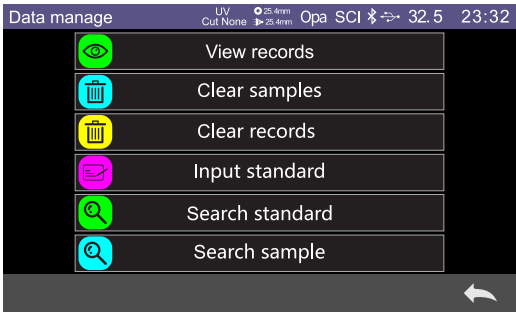 Data manage
UV
Cut None
25.4mm
25.4mm
Opa SCI 32.5 23:32
View records
Clear samples
Clear records
Input standard
Search standard
Search sample